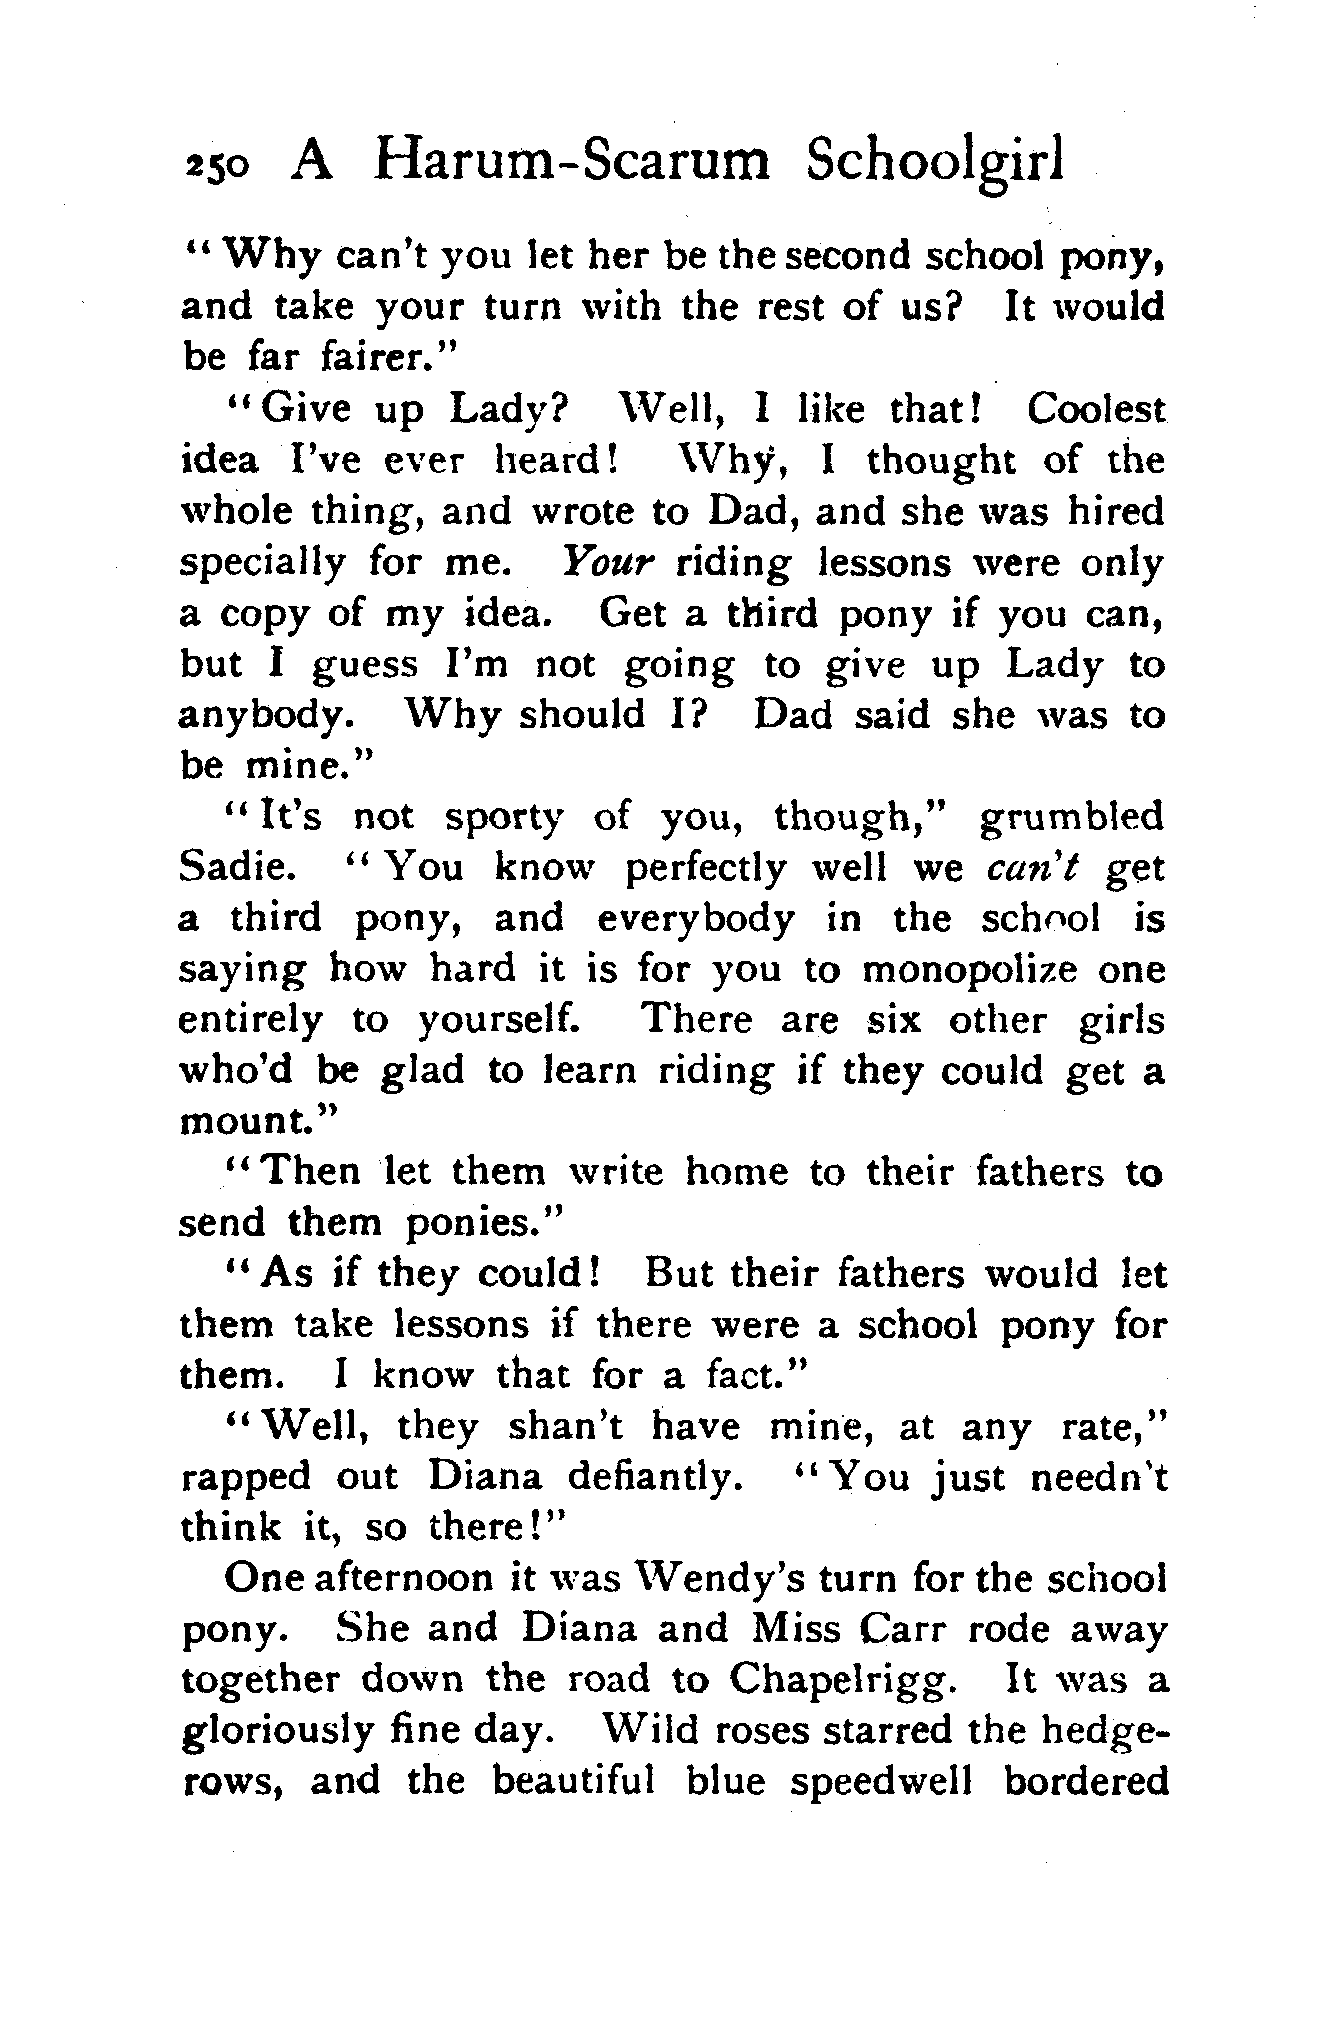 250 A Harum-Scarum Schoolgirl
“Why can’t you let her be the second school pony,
and take your turn with the rest of us? It would
be far fairer.”
“Give up Lady? Well, I like that! Coolest
idea I’ve ever heard! Why, I thought of the
whole thing, and wrote to Dad, and she was hired
specially for me. Your riding lessons were only
a copy of my idea. Get a third pony if you can,
but I guess I’m not going to give up Lady to
anybody. Why should I? Dad said she was to
be mine.”
“It’s not sporty of you, though,” grumbled
Sadie. “You know perfectly well we can’t get
a third pony, and everybody in the school is
saying how hard it is for you to monopolize one
entirely to yourself. There are six other girls
who’d be glad to learn riding if they could get a
mount.”
“Then let them write home to their fathers to
send them ponies.”
“As if they could! But their fathers would let
them take lessons if there were a school pony for
them. I know that for a fact.”
“Well, they shan’t have mine, at any rate,”
rapped out Diana defiantly. “You just needn’t
think it, so there!”
One afternoon it was Wendy’s turn for the school
pony. She and Diana and Miss Carr rode away
together down the road to Chapelrigg. It was a
gloriously fine day. Wild roses starred the hedge-
rows, and the beautiful blue speedwell bordered